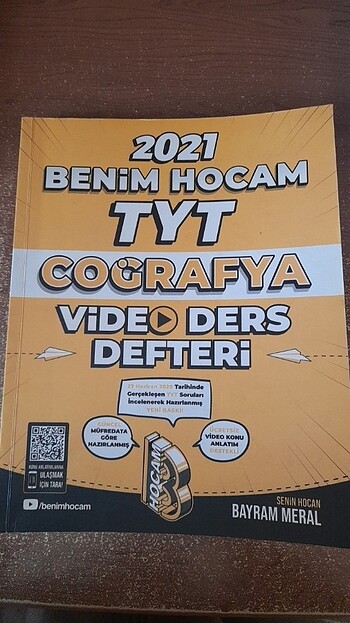 2021
BENİM HOCAM
TYT
COĞRAFYA
VİDEO DERS
DEFTERİ
27 Haziran 2020 Tarihinde
Gerçekleşen TYT Soruları
İncelenerek Hazırlanmış
YENİ BASKI!
GÜNCEL
MÜFREDATA
GÖRE
HAZIRLANMIŞ
ÜCRETSİZ
VİDEO KONU
ANLATIM
DESTEKLİ
KONU ANLATIMLARINA
ULAŞMAK
İÇİN TARA!
HOCAM
/benimhocam
SENİN HOCAN
BAYRAM MERAL